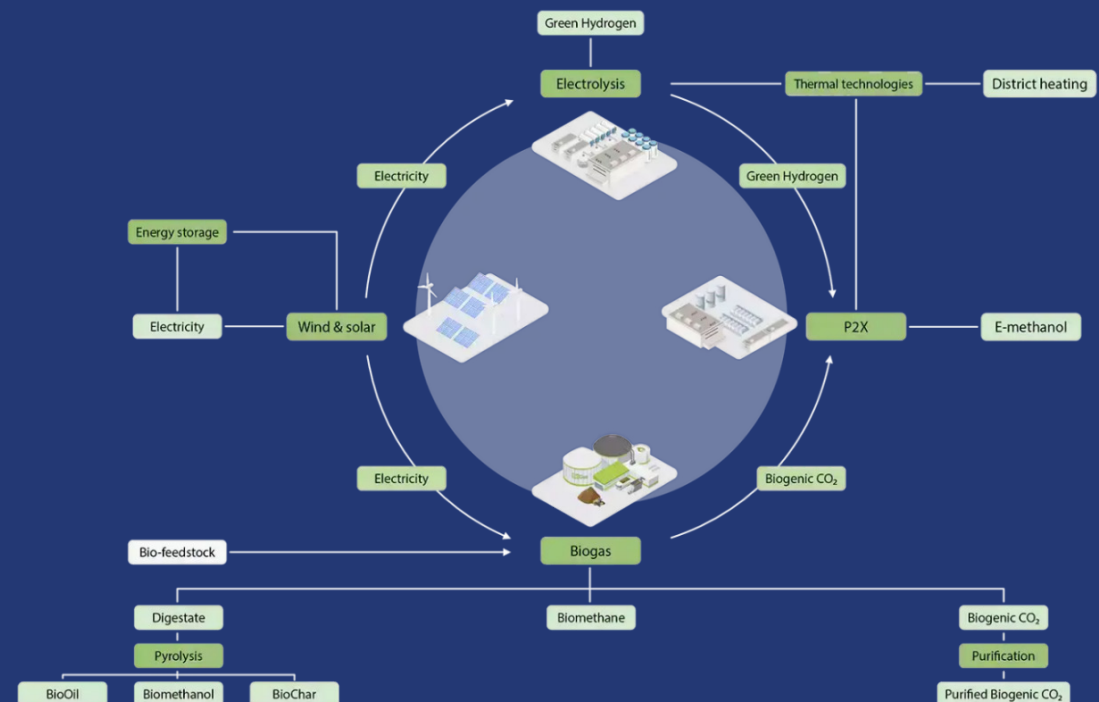 Green Hydrogen
Electrolysis
Thermal technologies
District heating
Electricity
Green Hydrogen
Energy storage
Electricity
Wind & solar
P2X
E-methanol
Electricity
Biogenic CO₂
Bio-feedstock
Biogas
Digestate
Biomethane
Biogenic CO₂
Pyrolysis
Purification
BioOil
Biomethanol
BioChar
Purified Biogenic CO₂